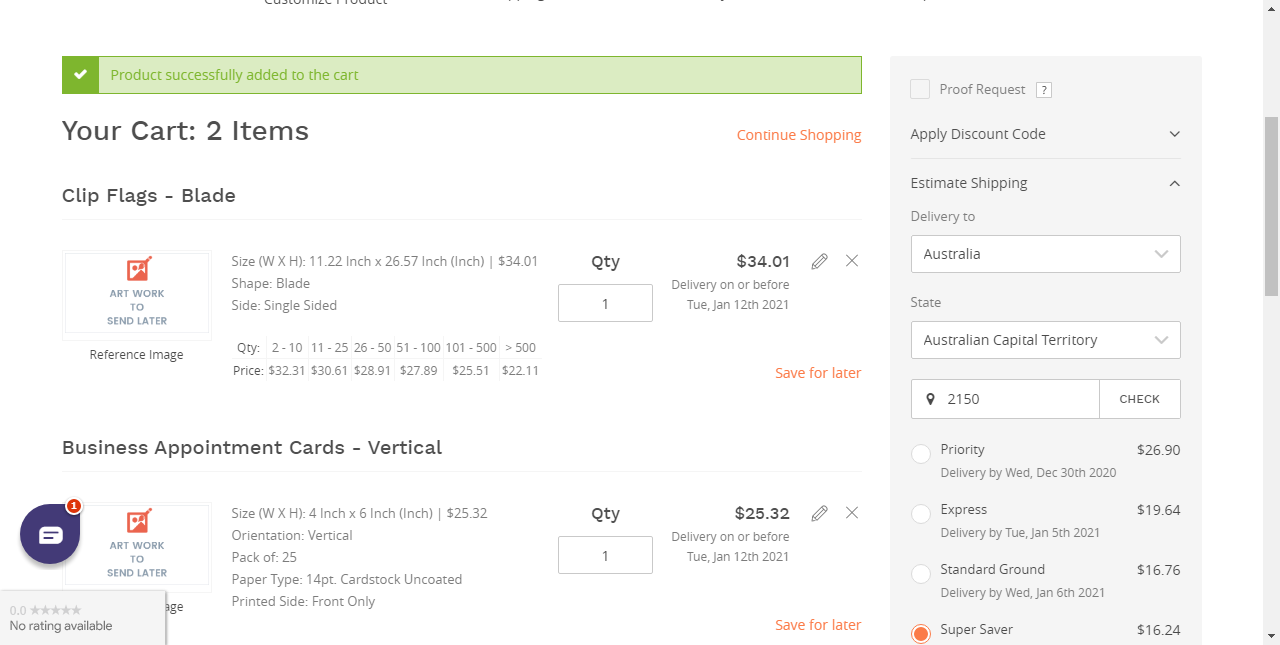 Customize Product
Product successfully added to the cart
Your Cart: 2 Items
Continue Shopping
Clip Flags - Blade
ART WORK
TO
SEND LATER
Reference Image
Size (W X H): 11.22 Inch x 26.57 Inch (Inch) | $34.01
Shape: Blade
Side: Single Sided
Qty
1
$34.01
Delivery on or before
Tue, Jan 12th 2021
Qty: 2 - 10 11 - 25 26 - 50 51 - 100 101 - 500 > 500
Price: $32.31 $30.61 $28.91 $27.89 $25.51 $22.11
Save for later
Business Appointment Cards - Vertical
ART WORK
TO
SEND LATER
age
Size (W X H): 4 Inch x 6 Inch (Inch) | $25.32
Orientation: Vertical
Pack of: 25
Paper Type: 14pt. Cardstock Uncoated
Printed Side: Front Only
Qty
1
$25.32
Delivery on or before
Tue, Jan 12th 2021
Save for later
1
0.0
No rating available
Proof Request ?
Apply Discount Code
Estimate Shipping
Delivery to
Australia
State
Australian Capital Territory
2150 CHECK
Priority $26.90
Delivery by Wed, Dec 30th 2020
Express $19.64
Delivery by Tue, Jan 5th 2021
Standard Ground $16.76
Delivery by Wed, Jan 6th 2021
Super Saver $16.24